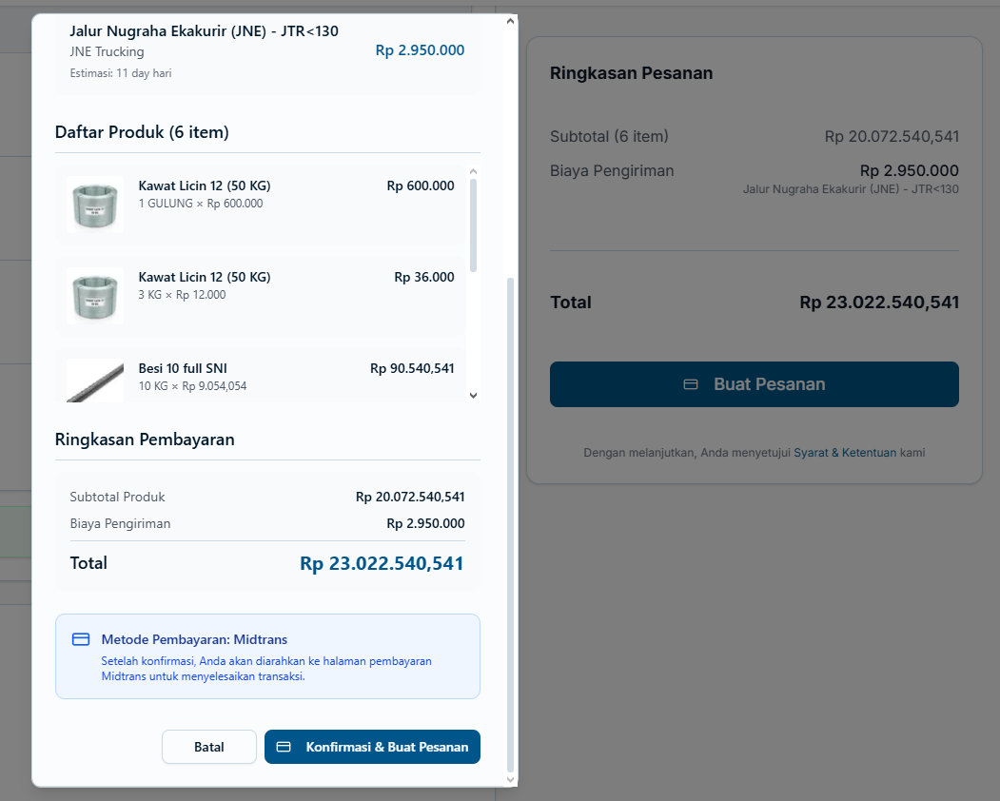 Jalur Nugraha Ekakurir (JNE) - JTR<130
JNE Trucking
Rp 2.950.000
Estimasi: 11 day hari
Daftar Produk (6 item)
Kawat Licin 12 (50 KG)
Rp 600.000
1 GULUNG × Rp 600.000
Kawat Licin 12 (50 KG)
Rp 36.000
3 KG × Rp 12.000
Besi 10 full SNI
Rp 90.540,541
10 KG × Rp 9.054,054
Ringkasan Pembayaran
Subtotal Produk
Rp 20.072.540,541
Biaya Pengiriman
Rp 2.950.000
Total
Rp 23.022.540,541
Metode Pembayaran: Midtrans
Setelah konfirmasi, Anda akan diarahkan ke halaman pembayaran
Midtrans untuk menyelesaikan transaksi.
Batal
Konfirmasi & Buat Pesanan
Ringkasan Pesanan
Subtotal (6 item)
Rp 20.072.540,541
Biaya Pengiriman
Rp 2.950.000
Jalur Nugraha Ekakurir (JNE) - JTR<130
Total
Rp 23.022.540,541
Buat Pesanan
Dengan melanjutkan, Anda menyetujui Syarat & Ketentuan kami